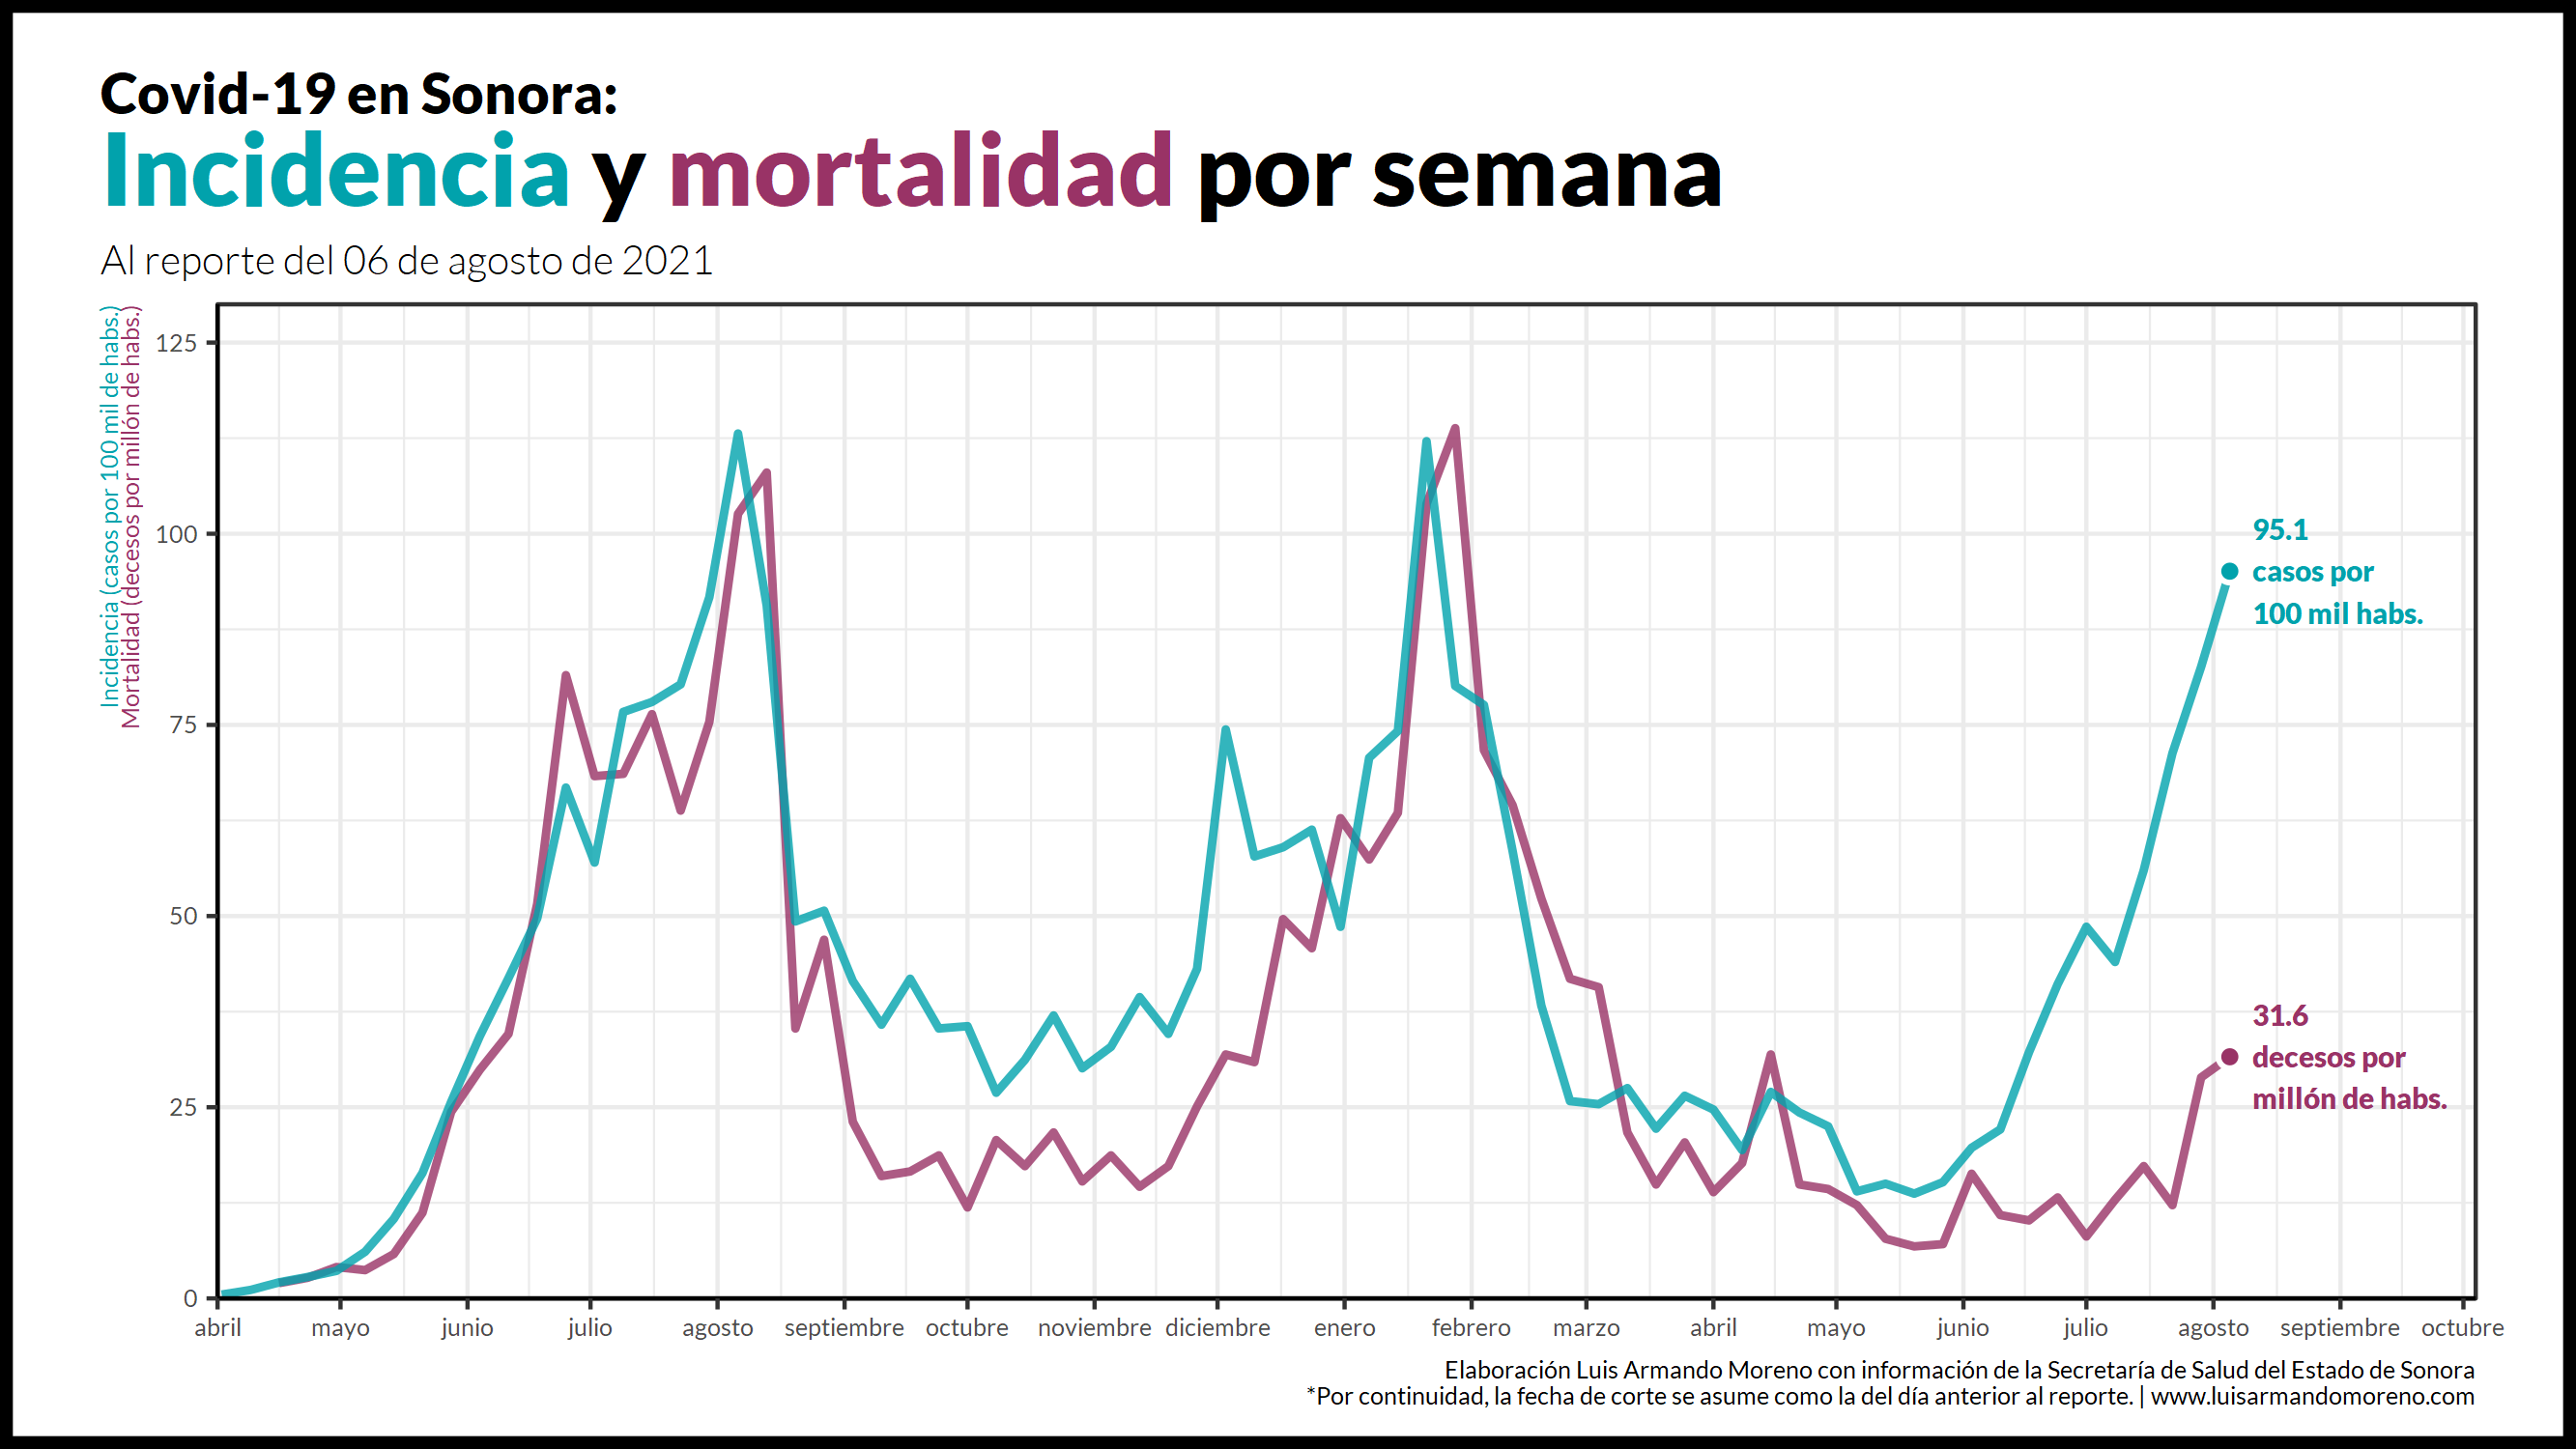 Covid-19 en Sonora:
Incidencia y mortalidad por semana
Al reporte del 06 de agosto de 2021
Incidencia (casos por 100 mil de habs.)
Mortalidad (decesos por millón de habs.)
125
100
75
50
25
0
95.1
casos por
100 mil habs.
31.6
decesos por
millón de habs.
abril mayo junio julio agosto septiembre octubre noviembre diciembre enero febrero marzo abril mayo junio julio agosto septiembre octubre
Elaboración Luis Armando Moreno con información de la Secretaría de Salud del Estado de Sonora
*Por continuidad, la fecha de corte se asume como la del día anterior al reporte. | www.luisarmandomoreno.com